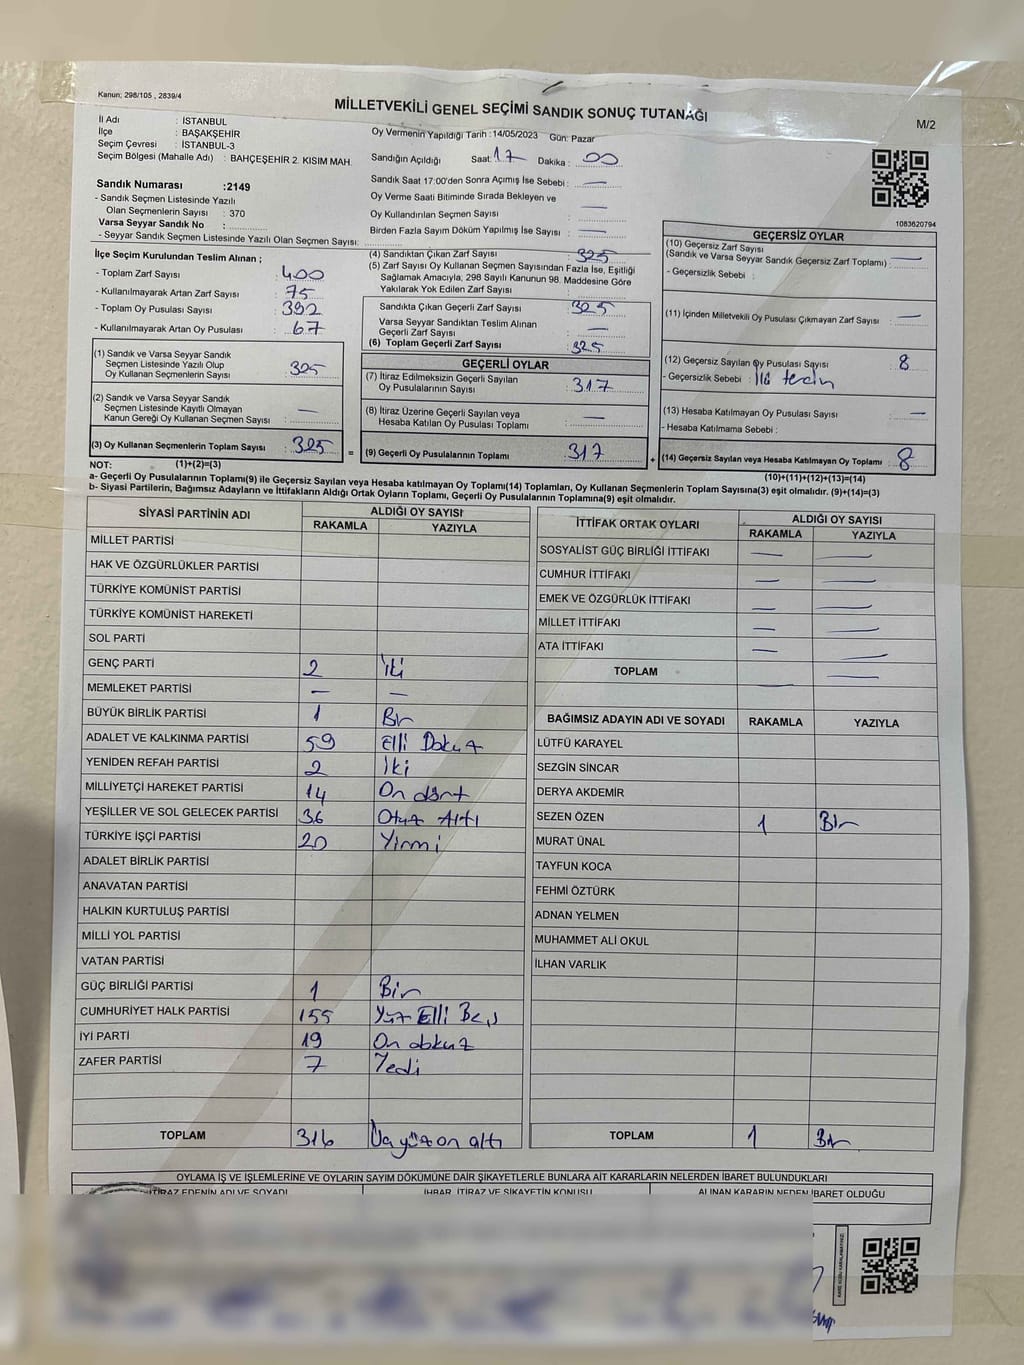 Kanun; 298/105 , 2839/4
MİLLETVEKİLİ GENEL SEÇİMİ SANDIK SONUÇ TUTANAĞI
M/2
İl Adı : İSTANBUL
İlçe : BAŞAKŞEHİR
Seçim Çevresi : İSTANBUL-3
Seçim Bölgesi (Mahalle Adı) : BAHÇEŞEHİR 2. KISIM MAH.
Oy Vermenin Yapıldığı Tarih :14/05/2023 Gün: Pazar
Sandığın Açıldığı Saat: 17 Dakika : 00
Sandık Saat 17:00'den Sonra Açımış İse Sebebi : —
Oy Verme Saati Bitiminde Sırada Bekleyen ve
Oy Kullandırılan Seçmen Sayısı : —
Birden Fazla Sayım Döküm Yapılmış İse Sayısı : —
1083620794
Sandık Numarası :2149
- Sandık Seçmen Listesinde Yazılı
Olan Seçmenlerin Sayısı : 370
Varsa Seyyar Sandık No :
- Seyyar Sandık Seçmen Listesinde Yazılı Olan Seçmen Sayısı:
İlçe Seçim Kurulundan Teslim Alınan ;
- Toplam Zarf Sayısı : 400
- Kullanılmayarak Artan Zarf Sayısı : 75
- Toplam Oy Pusulası Sayısı : 392
- Kullanılmayarak Artan Oy Pusulası : 67
(1) Sandık ve Varsa Seyyar Sandık
Seçmen Listesinde Yazılı Olup
Oy Kullanan Seçmenlerin Sayısı : 325
(2) Sandık ve Varsa Seyyar Sandık
Seçmen Listesinde Kayıtlı Olmayan
Kanun Gereği Oy Kullanan Seçmen Sayısı : —
(3) Oy Kullanan Seçmenlerin Toplam Sayısı : 325
(4) Sandıktan Çıkan Zarf Sayısı : 325
(5) Zarf Sayısı Oy Kullanan Seçmen Sayısından Fazla İse, Eşitliği
Sağlamak Amacıyla, 298 Sayılı Kanunun 98. Maddesine Göre
Yakılarak Yok Edilen Zarf Sayısı :
Sandıkta Çıkan Geçerli Zarf Sayısı : 325
Varsa Seyyar Sandıktan Teslim Alınan
Geçerli Zarf Sayısı : —
(6) Toplam Geçerli Zarf Sayısı : 325
GEÇERLİ OYLAR
(7) İtiraz Edilmeksizin Geçerli Sayılan
Oy Pusulalarının Sayısı : 317
(8) İtiraz Üzerine Geçerli Sayılan veya
Hesaba Katılan Oy Pusulası Toplamı : —
= (9) Geçerli Oy Pusulalarının Toplamı : 317
GEÇERSİZ OYLAR
(10) Geçersiz Zarf Sayısı
(Sandık ve Varsa Seyyar Sandık Geçersiz Zarf Toplamı) : —
- Geçersizlik Sebebi :
(11) İçinden Milletvekili Oy Pusulası Çıkmayan Zarf Sayısı : —
(12) Geçersiz Sayılan Oy Pusulası Sayısı : 8
- Geçersizlik Sebebi :
(13) Hesaba Katılmayan Oy Pusulası Sayısı : —
- Hesaba Katılmama Sebebi :
+ (14) Geçersiz Sayılan veya Hesaba Katılmayan Oy Toplamı : 8
NOT: (1)+(2)=(3) (10)+(11)+(12)+(13)=(14)
a- Geçerli Oy Pusulalarının Toplamı(9) ile Geçersiz Sayılan veya Hesaba katılmayan Oy Toplamı(14) Toplamları, Oy Kullanan Seçmenlerin Toplam Sayısına(3) eşit olmalıdır. (9)+(14)=(3)
b- Siyasi Partilerin, Bağımsız Adayların ve İttifakların Aldığı Ortak Oyların Toplamı, Geçerli Oy Pusulalarının Toplamına(9) eşit olmalıdır.
SİYASİ PARTİNİN ADI ALDIĞI OY SAYISI
RAKAMLA YAZIYLA
MİLLET PARTİSİ
HAK VE ÖZGÜRLÜKLER PARTİSİ
TÜRKİYE KOMÜNİST PARTİSİ
TÜRKİYE KOMÜNİST HAREKETİ
SOL PARTİ
GENÇ PARTİ 2 İki
MEMLEKET PARTİSİ — —
BÜYÜK BİRLİK PARTİSİ 1 Bir
ADALET VE KALKINMA PARTİSİ 59 Elli Dokuz
YENİDEN REFAH PARTİSİ 2 İki
MİLLİYETÇİ HAREKET PARTİSİ 14 On dört
YEŞİLLER VE SOL GELECEK PARTİSİ 36 Otuz Altı
TÜRKİYE İŞÇİ PARTİSİ 20 Yirmi
ADALET BİRLİK PARTİSİ
ANAVATAN PARTİSİ
HALKIN KURTULUŞ PARTİSİ
MİLLİ YOL PARTİSİ
VATAN PARTİSİ
GÜÇ BİRLİĞİ PARTİSİ 1 Bir
CUMHURİYET HALK PARTİSİ 155 Yüz Elli Beş
İYİ PARTİ 19 On dokuz
ZAFER PARTİSİ 7 Yedi
TOPLAM 316 Üç yüz on altı
İTTİFAK ORTAK OYLARI ALDIĞI OY SAYISI
RAKAMLA YAZIYLA
SOSYALİST GÜÇ BİRLİĞİ İTTİFAKI — —
CUMHUR İTTİFAKI — —
EMEK VE ÖZGÜRLÜK İTTİFAKI — —
MİLLET İTTİFAKI — —
ATA İTTİFAKI — —
TOPLAM — —
BAĞIMSIZ ADAYIN ADI VE SOYADI RAKAMLA YAZIYLA
LÜTFÜ KARAYEL
SEZGİN SİNCAR
DERYA AKDEMİR
SEZEN ÖZEN 1 Bir
MURAT ÜNAL
TAYFUN KOCA
FEHMİ ÖZTÜRK
ADNAN YELMEN
MUHAMMET ALİ OKUL
İLHAN VARLIK
TOPLAM 1 Bir
OYLAMA İŞ VE İŞLEMLERİNE VE OYLARIN SAYIM DÖKÜMÜNE DAİR ŞİKAYETLERLE BUNLARA AİT KARARLARIN NELERDEN İBARET BULUNDUKLARI
İTİRAZ EDENİN ADI VE SOYADI İHBAR, İTİRAZ VE ŞİKAYETİN KONUSU ALINAN KARARIN NEDEN İBARET OLDUĞU